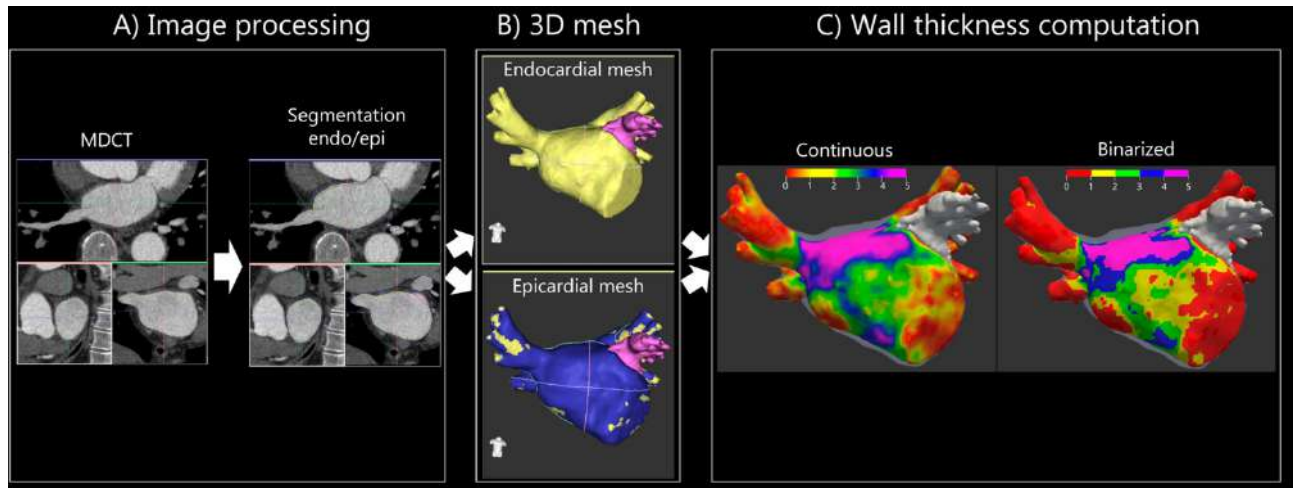 A) Image processing
B) 3D mesh
C) Wall thickness computation
MDCT
Segmentation
endo/epi
Endocardial mesh
Epicardial mesh
Continuous
0 1 2 3 4 5
Binarized
0 1 2 3 4 5